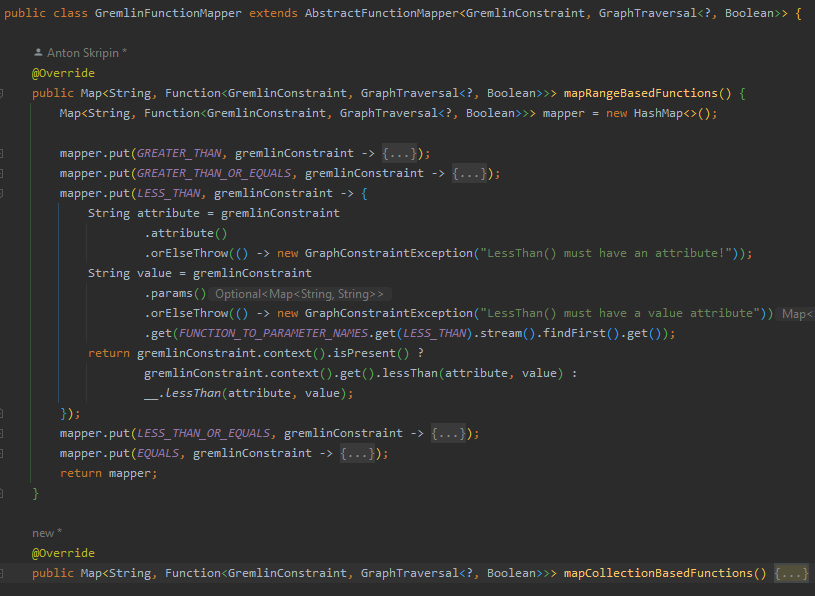 public class GremlinFunctionMapper extends AbstractFunctionMapper<GremlinConstraint, GraphTraversal<?, Boolean>> {
Anton Skripin *
@Override
public Map<String, Function<GremlinConstraint, GraphTraversal<?, Boolean>>> mapRangeBasedFunctions() {
Map<String, Function<GremlinConstraint, GraphTraversal<?, Boolean>>> mapper = new HashMap<>();
mapper.put(GREATER_THAN, gremlinConstraint -> {...});
mapper.put(GREATER_THAN_OR_EQUALS, gremlinConstraint -> {...});
mapper.put(LESS_THAN, gremlinConstraint -> {
String attribute = gremlinConstraint
.attribute()
.orElseThrow(() -> new GraphConstraintException("LessThan() must have an attribute!"));
String value = gremlinConstraint
.params() Optional<Map<String, String>>
.orElseThrow(() -> new GraphConstraintException("LessThan() must have a value attribute")) Map<
.get(FUNCTION_TO_PARAMETER_NAMES.get(LESS_THAN).stream().findFirst().get());
return gremlinConstraint.context().isPresent() ?
gremlinConstraint.context().get().lessThan(attribute, value) :
__.lessThan(attribute, value);
});
mapper.put(LESS_THAN_OR_EQUALS, gremlinConstraint -> {...});
mapper.put(EQUALS, gremlinConstraint -> {...});
return mapper;
}
new *
@Override
public Map<String, Function<GremlinConstraint, GraphTraversal<?, Boolean>>> mapCollectionBasedFunctions() {...}